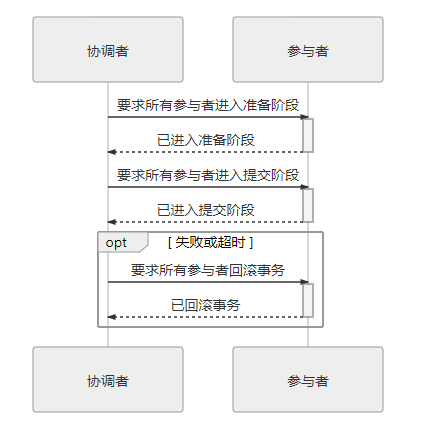 协调者
参与者
要求所有参与者进入准备阶段
已进入准备阶段
要求所有参与者进入提交阶段
已进入提交阶段
opt
[ 失败或超时 ]
要求所有参与者回滚事务
已回滚事务
协调者
参与者